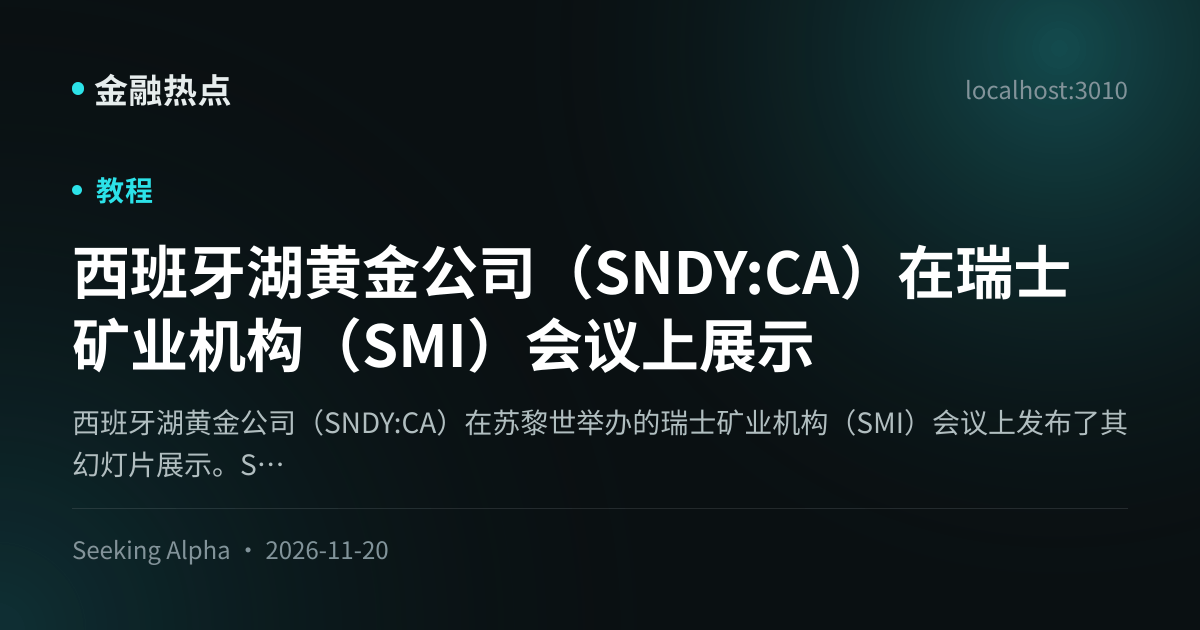 金融热点
localhost:3010
教程
西班牙湖黄金公司（SNDY:CA）在瑞士
矿业机构（SMI）会议上展示
西班牙湖黄金公司（SNDY:CA）在苏黎世举办的瑞士矿业机构（SMI）会议上发布了其
幻灯片展示。S…
Seeking Alpha • 2026-11-20